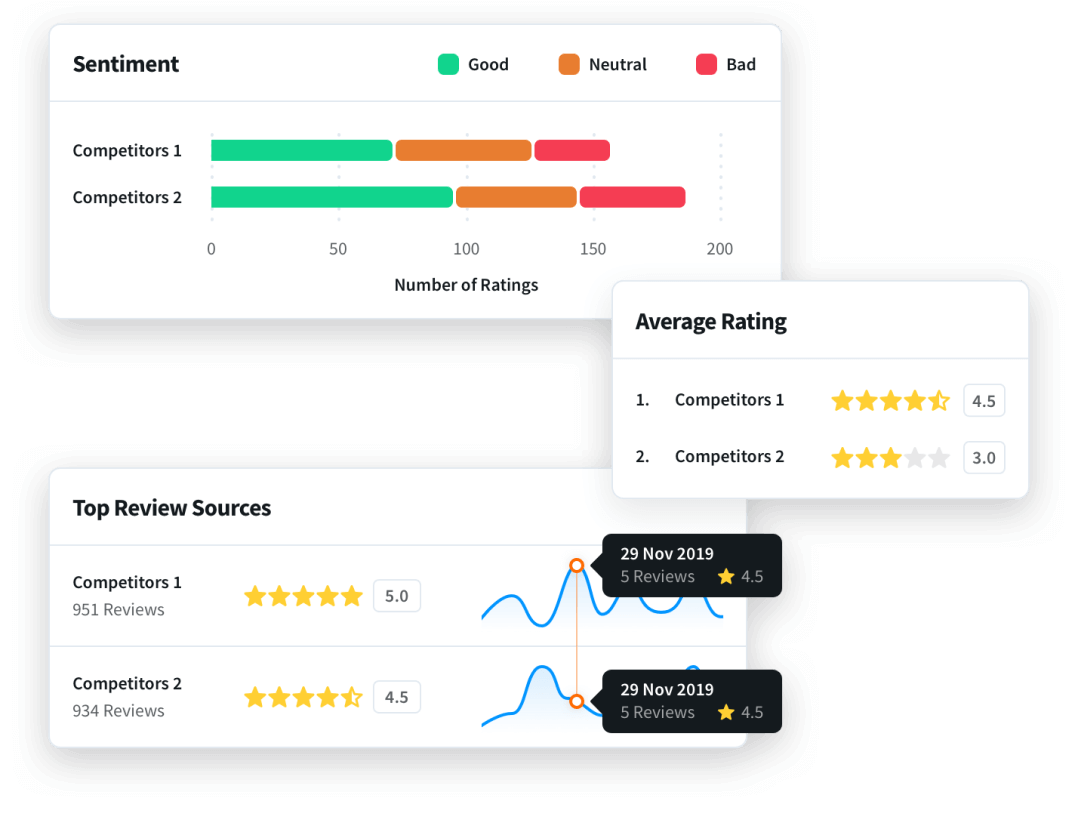 Sentiment
Good Neutral Bad
Competitors 1
Competitors 2
0 50 100 150 200
Number of Ratings
Average Rating
1. Competitors 1 4.5
2. Competitors 2 3.0
Top Review Sources
Competitors 1
951 Reviews
5.0
29 Nov 2019
5 Reviews 4.5
Competitors 2
934 Reviews
4.5
29 Nov 2019
5 Reviews 4.5